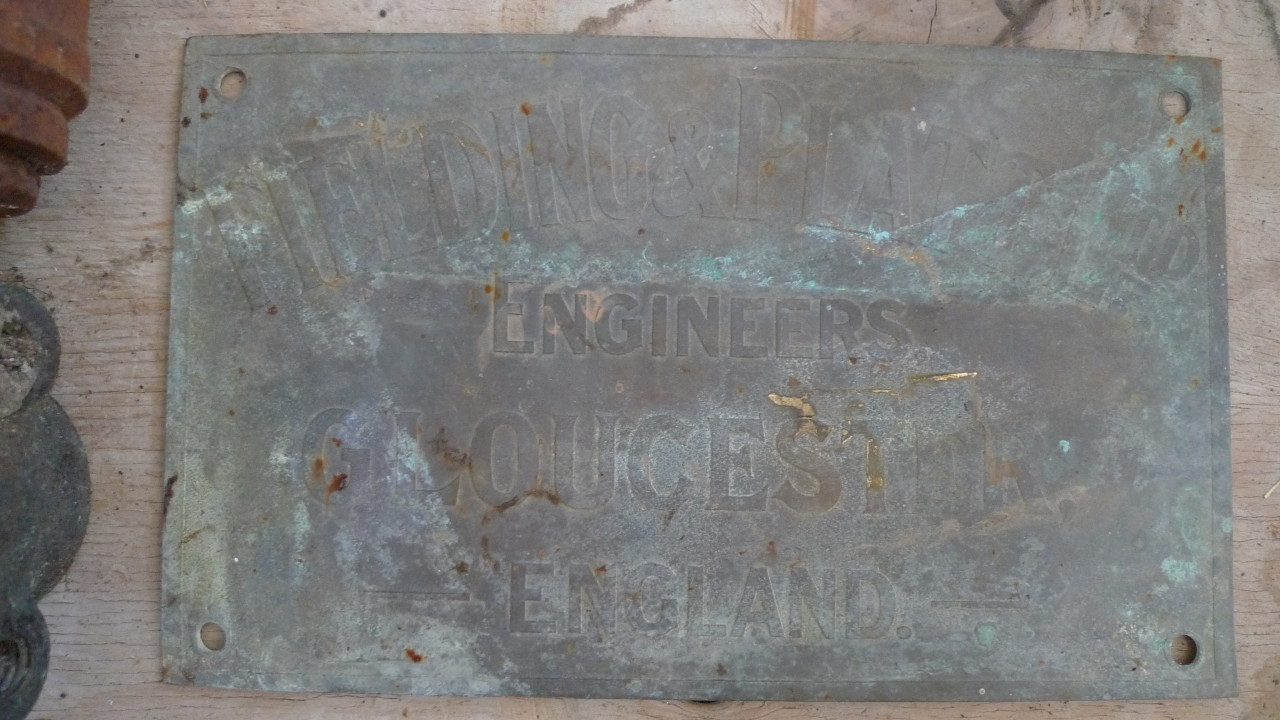 FIELDING & PLATT LTD
ENGINEERS
GLOUCESTER.
ENGLAND.